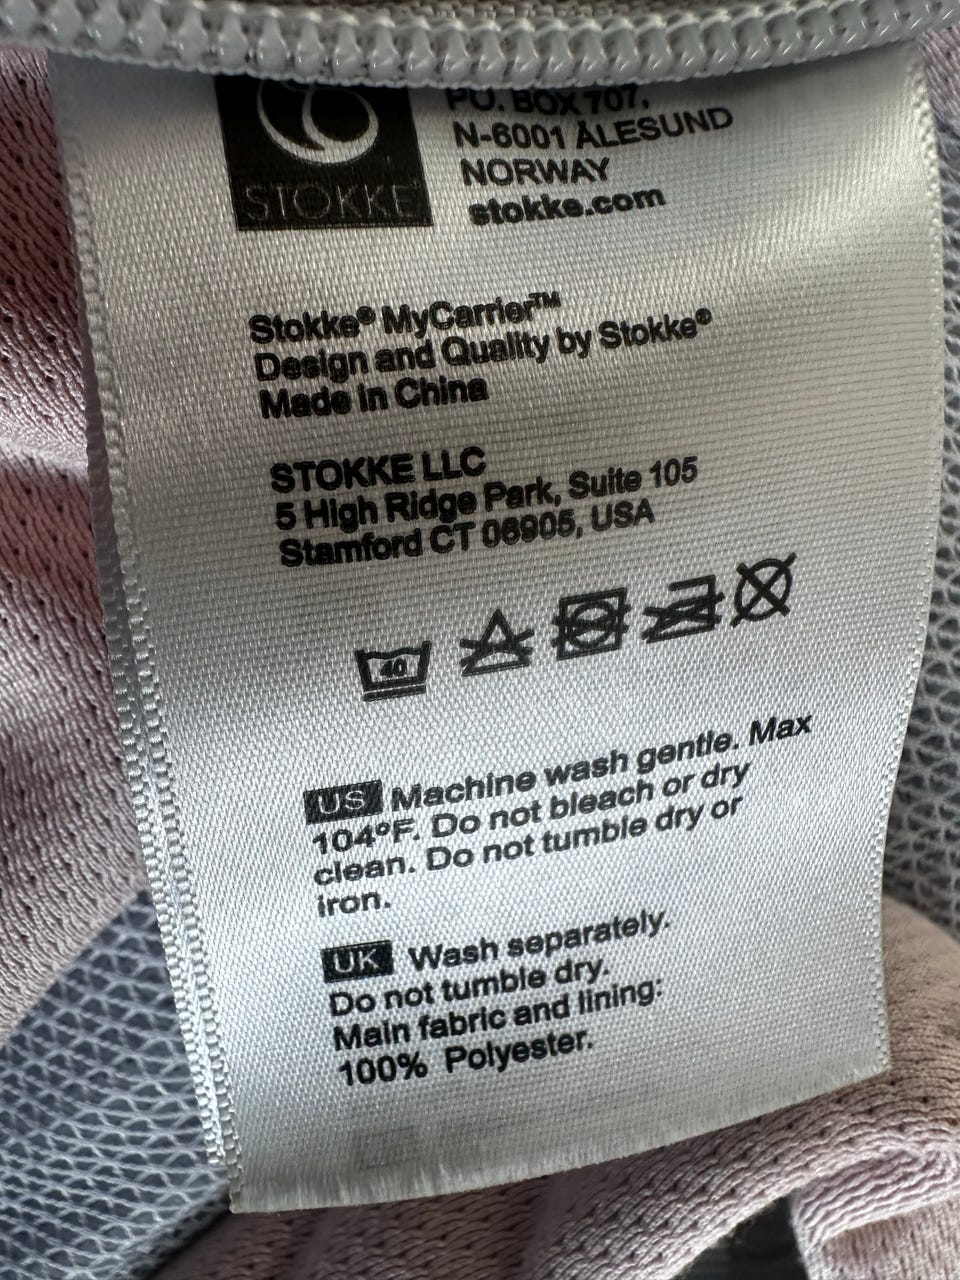 STOKKE
P.O. BOX 707,
N-6001 ÅLESUND
NORWAY
stokke.com
Stokke® MyCarrier™
Design and Quality by Stokke®
Made in China
STOKKE LLC
5 High Ridge Park, Suite 105
Stamford CT 06905, USA
40
US Machine wash gentle. Max
104ºF. Do not bleach or dry
clean. Do not tumble dry or
iron.
UK Wash separately.
Do not tumble dry.
Main fabric and lining:
100% Polyester.